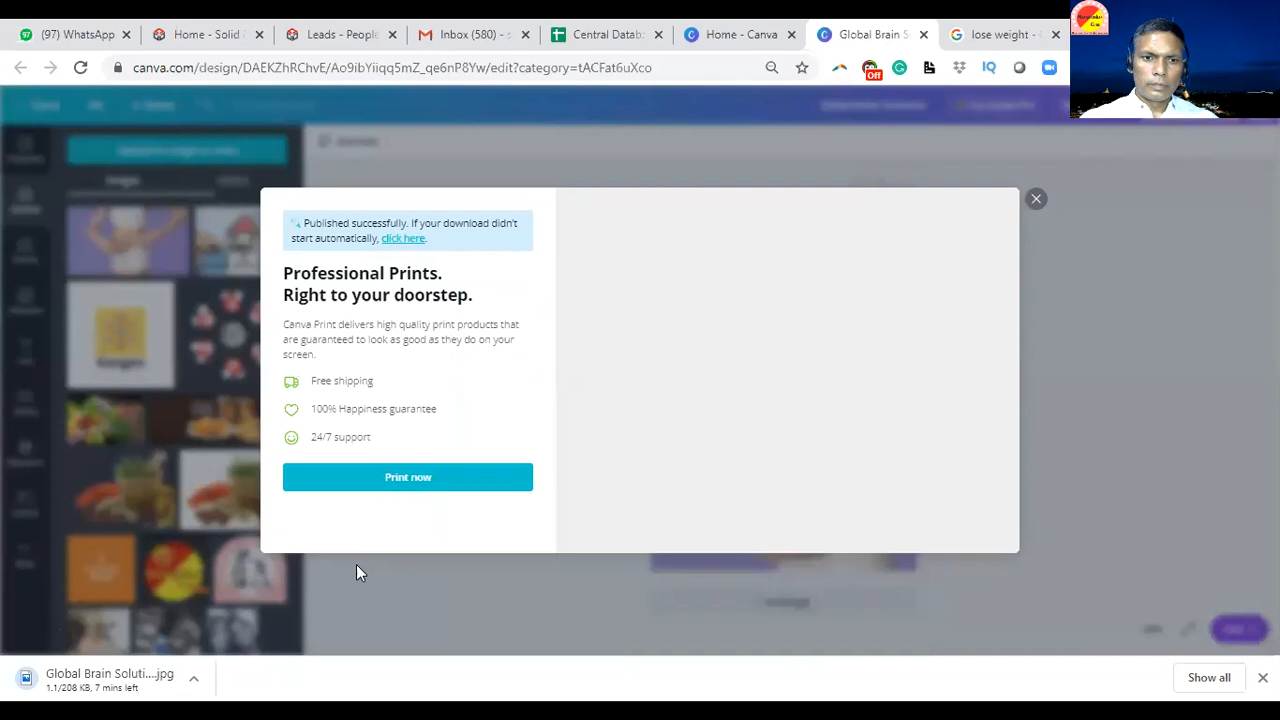 (97) WhatsApp
Home - Solid
Leads - People
Inbox (580) - s
Central Datab
Home - Canva
Global Brain S
lose weight -
canva.com/design/DAEKZhRChvE/Ao9ibYiiqq5mZ_qe6nP8Yw/edit?category=tACFat6uXco
Off
IQ
Published successfully. If your download didn't
start automatically, click here.
Professional Prints.
Right to your doorstep.
Canva Print delivers high quality print products that
are guaranteed to look as good as they do on your
screen.
Free shipping
100% Happiness guarantee
24/7 support
Print now
Global Brain Soluti....jpg
1.1/208 KB, 7 mins left
Show all